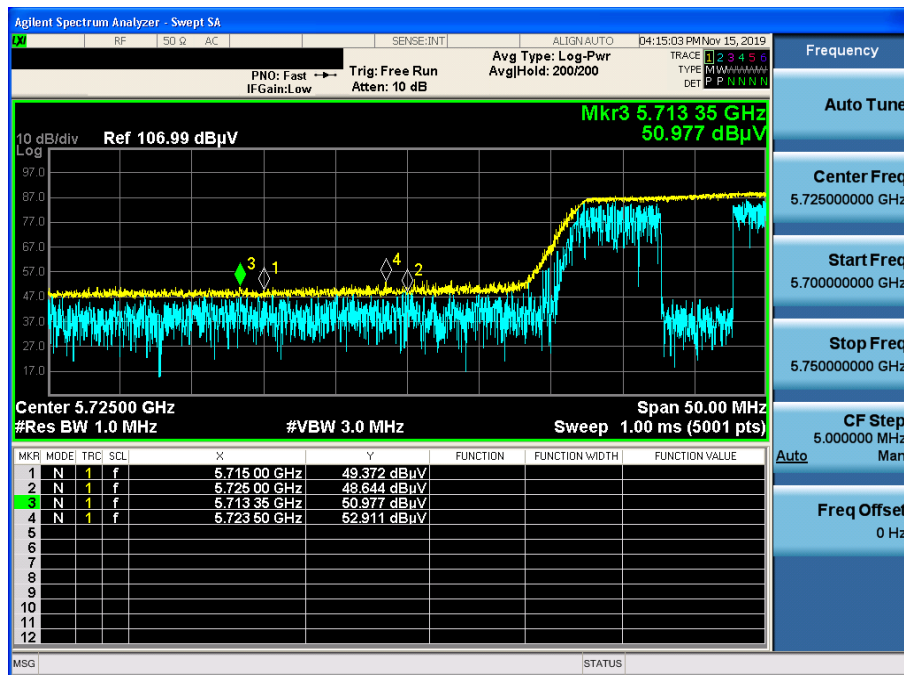 Agilent Spectrum Analyzer - Swept SA
LXI RF 50 Ω AC SENSE:INT ALIGN AUTO 04:15:03 PM Nov 15, 2019
Frequency
PNO: Fast Trig: Free Run Avg Type: Log-Pwr TRACE 1 2 3 4 5 6
IFGain:Low Atten: 10 dB Avg|Hold: 200/200 TYPE M W W W W W
DET P P N N N N
Auto Tune
Mkr3 5.713 35 GHz
50.977 dBµV
10 dB/div Ref 106.99 dBµV
Log
97.0
87.0
77.0
67.0
57.0
47.0
37.0
27.0
17.0
3 1 4 2
Center Freq
5.725000000 GHz
Start Freq
5.700000000 GHz
Stop Freq
5.750000000 GHz
Center 5.72500 GHz Span 50.00 MHz
#Res BW 1.0 MHz #VBW 3.0 MHz Sweep 1.00 ms (5001 pts)
CF Step
5.000000 MHz
Auto Man
MKR MODE TRC SCL X Y FUNCTION FUNCTION WIDTH FUNCTION VALUE
1 N 1 f 5.715 00 GHz 49.372 dBµV
2 N 1 f 5.725 00 GHz 48.644 dBµV
3 N 1 f 5.713 35 GHz 50.977 dBµV
4 N 1 f 5.723 50 GHz 52.911 dBµV
5
6
7
8
9
10
11
12
Freq Offset
0 Hz
MSG STATUS